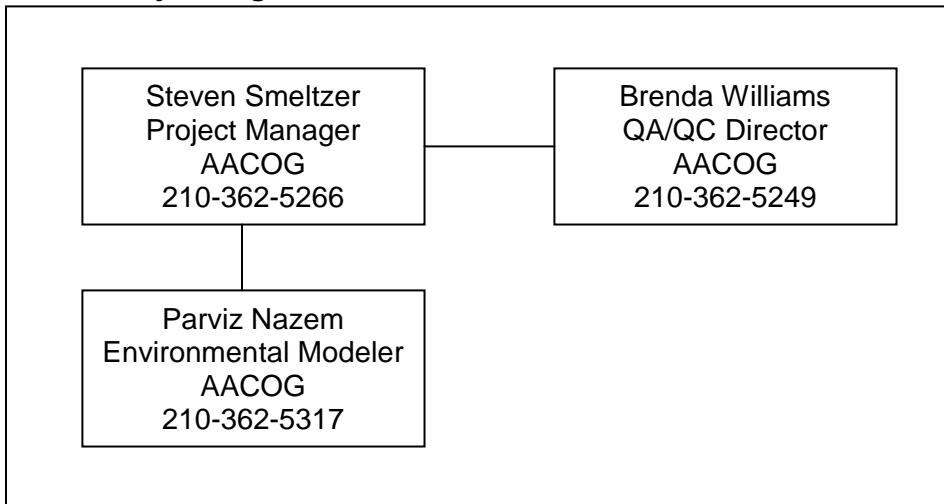 Steven Smeltzer
Project Manager
AACOG
210-362-5266
Brenda Williams
QA/QC Director
AACOG
210-362-5249
Parviz Nazem
Environmental Modeler
AACOG
210-362-5317